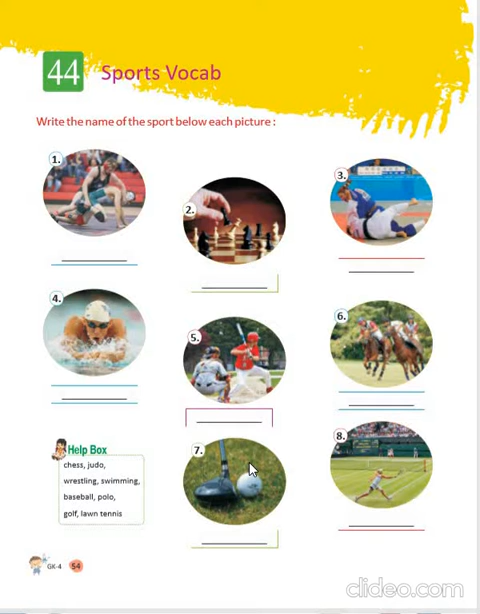 44 Sports Vocab
Write the name of the sport below each picture :
1.
2.
3.
4.
5.
6.
7.
8.
Help Box
chess, judo,
wrestling, swimming,
baseball, polo,
golf, lawn tennis
GK-4 54
clideo.com